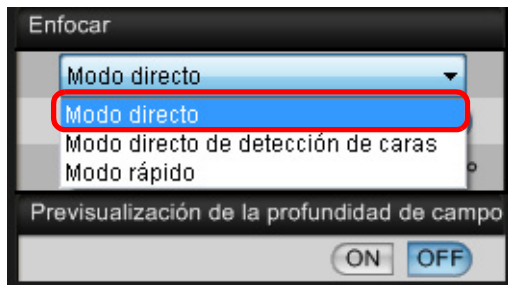 Enfocar
Modo directo
Modo directo
Modo directo de detección de caras
Modo rápido
Previsualización de la profundidad de campo
ON OFF